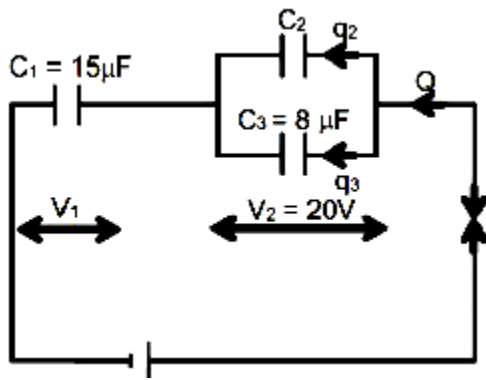 C₂
q₂
C₁ = 15μF
Q
C₃ = 8 μF
q₃
V₁
V₂ = 20V